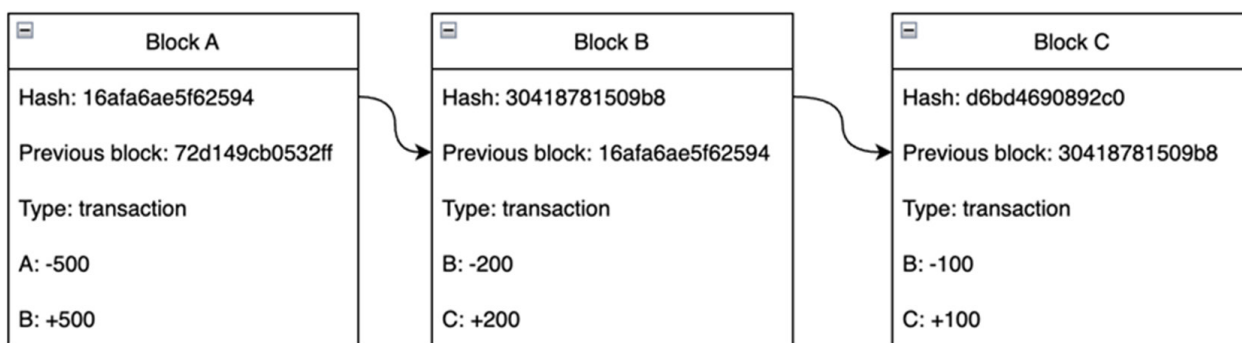 Block A
Hash: 16afa6ae5f62594
Previous block: 72d149cb0532ff
Type: transaction
A: -500
B: +500
Block B
Hash: 30418781509b8
Previous block: 16afa6ae5f62594
Type: transaction
B: -200
C: +200
Block C
Hash: d6bd4690892c0
Previous block: 30418781509b8
Type: transaction
B: -100
C: +100